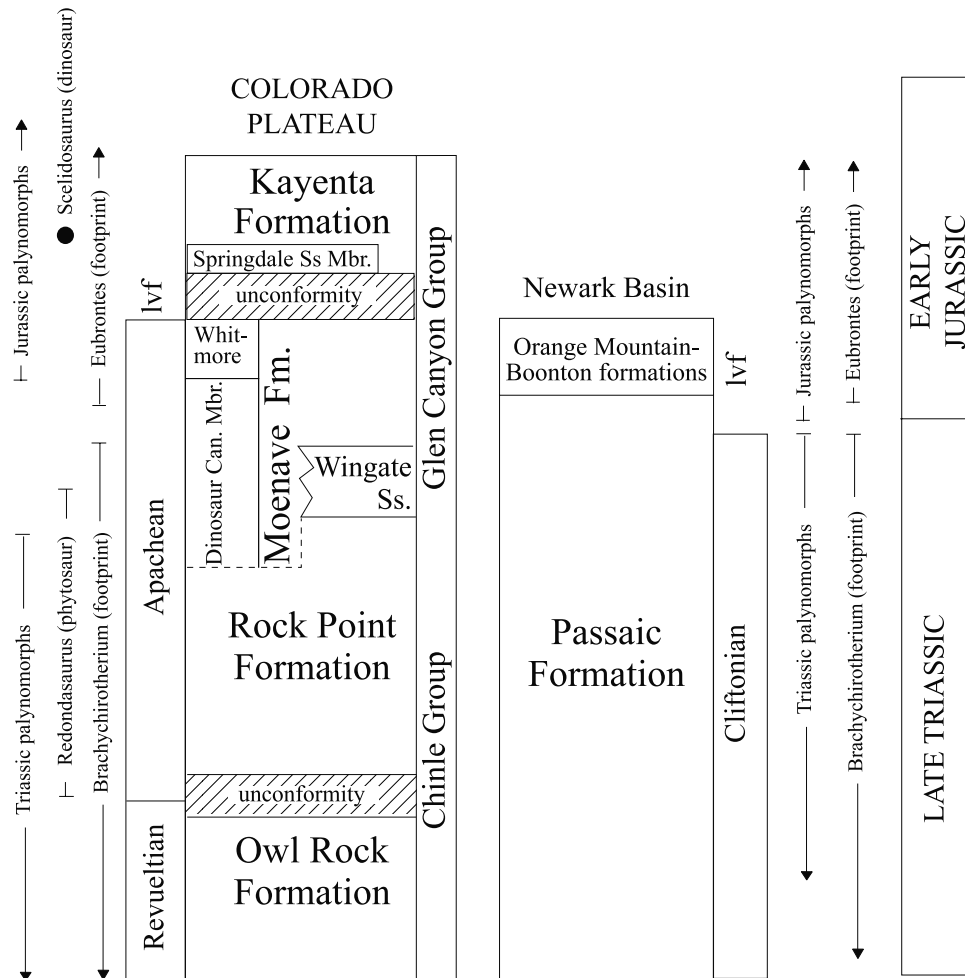 Jurassic palynomorphs
Scelidosaurus (dinosaur)
Eubrontes (footprint)
Triassic palynomorphs
Redondasaurus (phytosaur)
Brachychirotherium (footprint)
lvf
Apachean
Revueltian
COLORADO
PLATEAU
Kayenta
Formation
Springdale Ss Mbr.
unconformity
Whit-
more
Dinosaur Can. Mbr.
Moenave Fm.
Wingate
Ss.
Rock Point
Formation
unconformity
Owl Rock
Formation
Glen Canyon Group
Chinle Group
Newark Basin
Orange Mountain-
Boonton formations
Passaic
Formation
lvf
Cliftonian
Jurassic palynomorphs
Eubrontes (footprint)
Triassic palynomorphs
Brachychirotherium (footprint)
EARLY
JURASSIC
LATE TRIASSIC